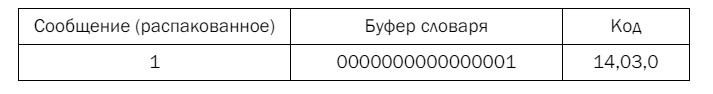 Сообщение (распакованное) Буфер словаря Код
1 0000000000000001 14,03,0